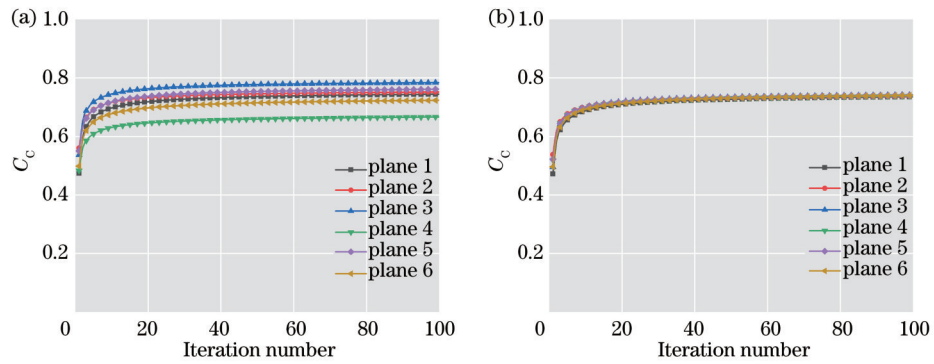 (a)
1.0
0.8
0.6
0.4
0.2
C_c
plane 1
plane 2
plane 3
plane 4
plane 5
plane 6
0 20 40 60 80 100
Iteration number
(b)
1.0
0.8
0.6
0.4
0.2
C_c
plane 1
plane 2
plane 3
plane 4
plane 5
plane 6
0 20 40 60 80 100
Iteration number